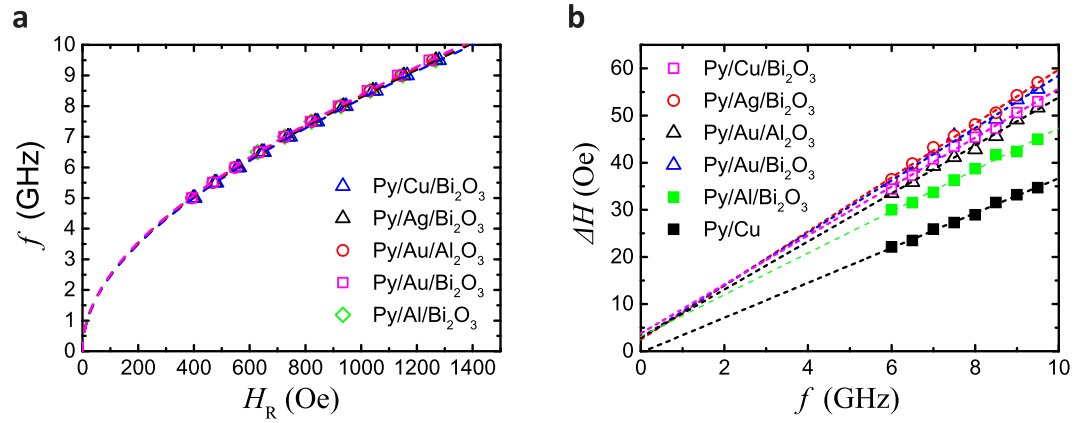 a
f (GHz)
10
9
8
7
6
5
4
3
2
1
0
0 200 400 600 800 1000 1200 1400
H_R (Oe)
Py/Cu/Bi₂O₃
Py/Ag/Bi₂O₃
Py/Au/Al₂O₃
Py/Au/Bi₂O₃
Py/Al/Bi₂O₃
b
ΔH (Oe)
60
50
40
30
20
10
0
0 2 4 6 8 10
f (GHz)
Py/Cu/Bi₂O₃
Py/Ag/Bi₂O₃
Py/Au/Al₂O₃
Py/Au/Bi₂O₃
Py/Al/Bi₂O₃
Py/Cu